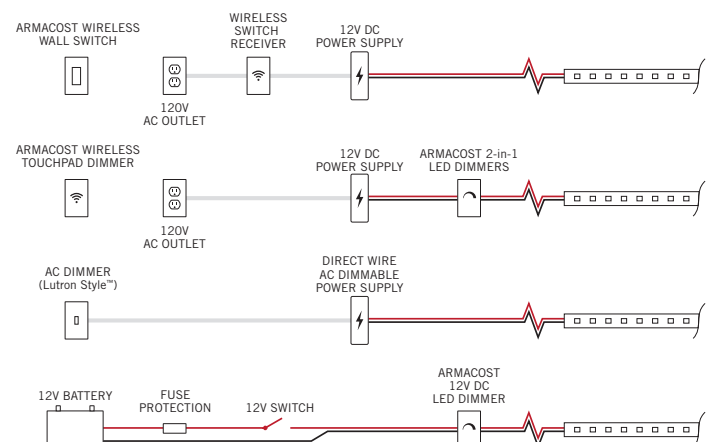 ARMACOST WIRELESS
WALL SWITCH
WIRELESS
SWITCH
RECEIVER
12V DC
POWER SUPPLY
120V
AC OUTLET
ARMACOST WIRELESS
TOUCHPAD DIMMER
12V DC
POWER SUPPLY
ARMACOST 2-in-1
LED DIMMERS
120V
AC OUTLET
AC DIMMER
(Lutron Style™)
DIRECT WIRE
AC DIMMABLE
POWER SUPPLY
12V BATTERY
FUSE
PROTECTION
12V SWITCH
ARMACOST
12V DC
LED DIMMER